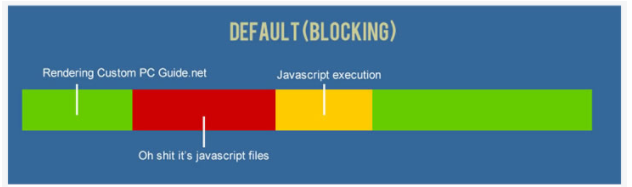 DEFAULT(BLOCKING)
Rendering Custom PC Guide.net
Javascript execution
Oh shit it's javascript files